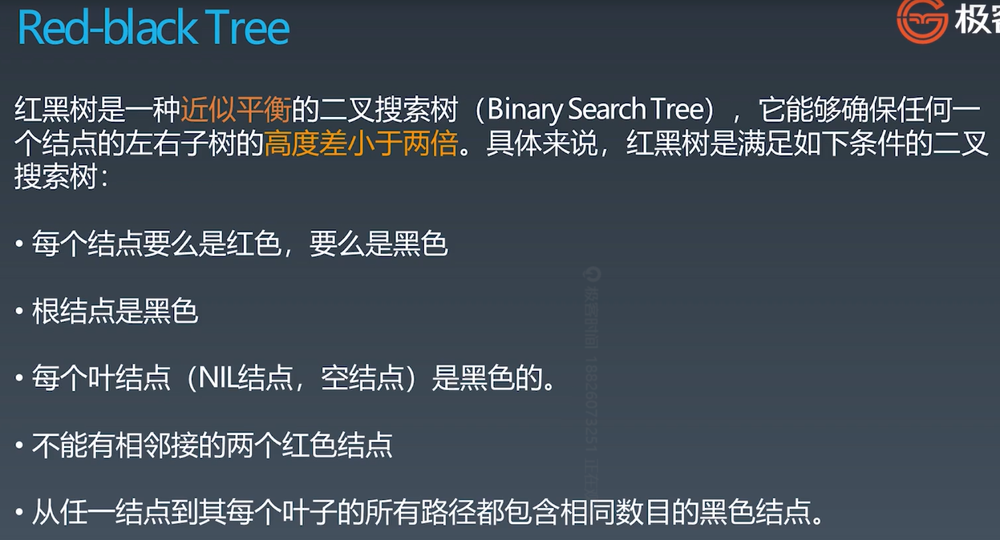 Red-black Tree
极客
红黑树是一种近似平衡的二叉搜索树（Binary Search Tree），它能够确保任何一
个结点的左右子树的高度差小于两倍。具体来说，红黑树是满足如下条件的二叉
搜索树：
• 每个结点要么是红色，要么是黑色
• 根结点是黑色
• 每个叶结点（NIL结点，空结点）是黑色的。
• 不能有相邻接的两个红色结点
• 从任一结点到其每个叶子的所有路径都包含相同数目的黑色结点。